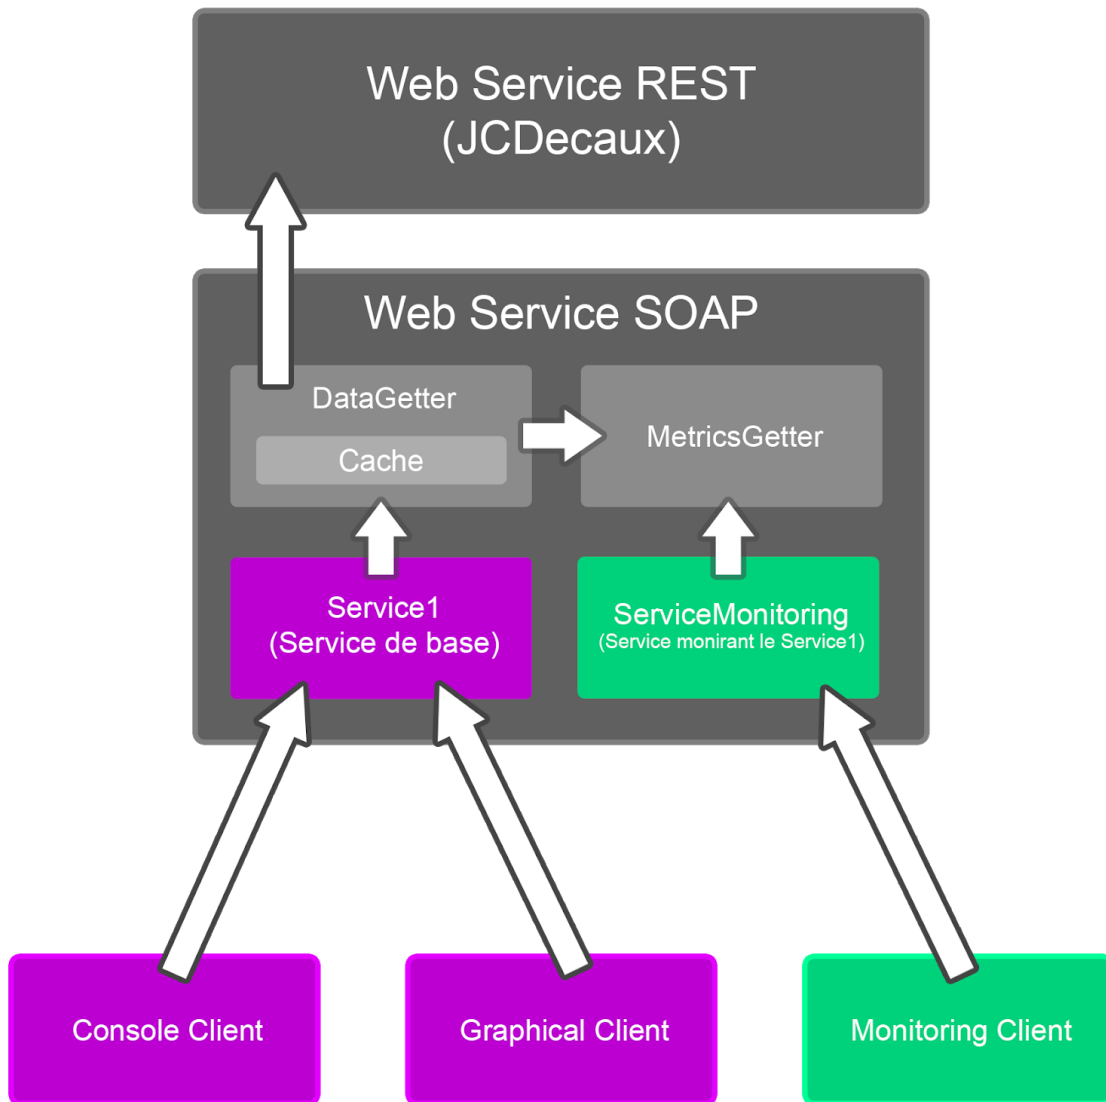 Web Service REST
(JCDecaux)
Web Service SOAP
DataGetter
Cache
MetricsGetter
Service1
(Service de base)
ServiceMonitoring
(Service monirant le Service1)
Console Client
Graphical Client
Monitoring Client